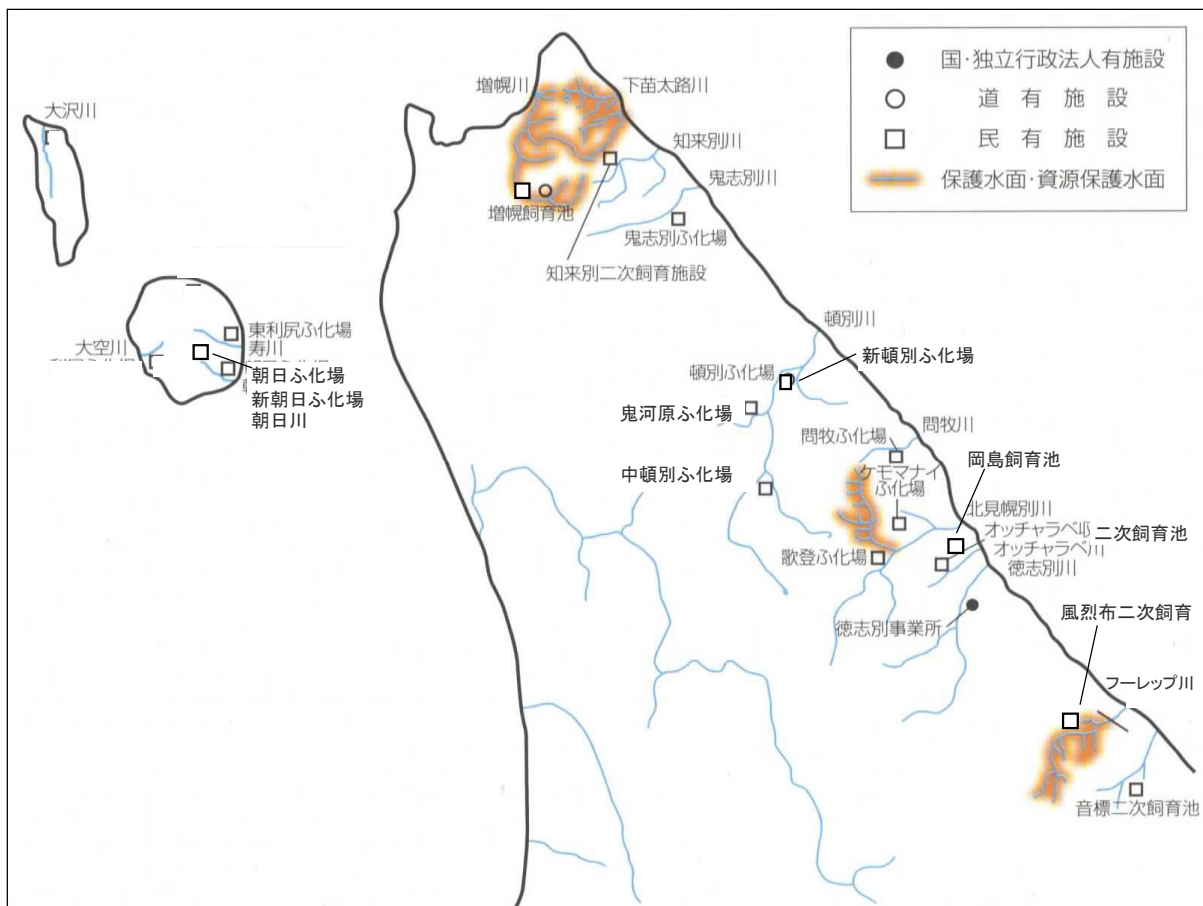 国・独立行政法人有施設
道有施設
民有施設
保護水面・資源保護水面
大沢川
増幌川
下苗太路川
知来別川
鬼志別川
増幌飼育池
鬼志別ふ化場
知来別二次飼育施設
東利尻ふ化場
寿川
大空川
朝日ふ化場
新朝日ふ化場
朝日川
頓別川
新頓別ふ化場
頓別ふ化場
鬼河原ふ化場
問牧川
問牧ふ化場
岡島飼育池
中頓別ふ化場
ケモマナイ
ふ化場
北見幌別川
オッチャラベ
二次飼育池
オッチャラベ川
歌登ふ化場
徳志別川
徳志別事業所
風烈布二次飼育
フーレップ川
音標二次飼育池